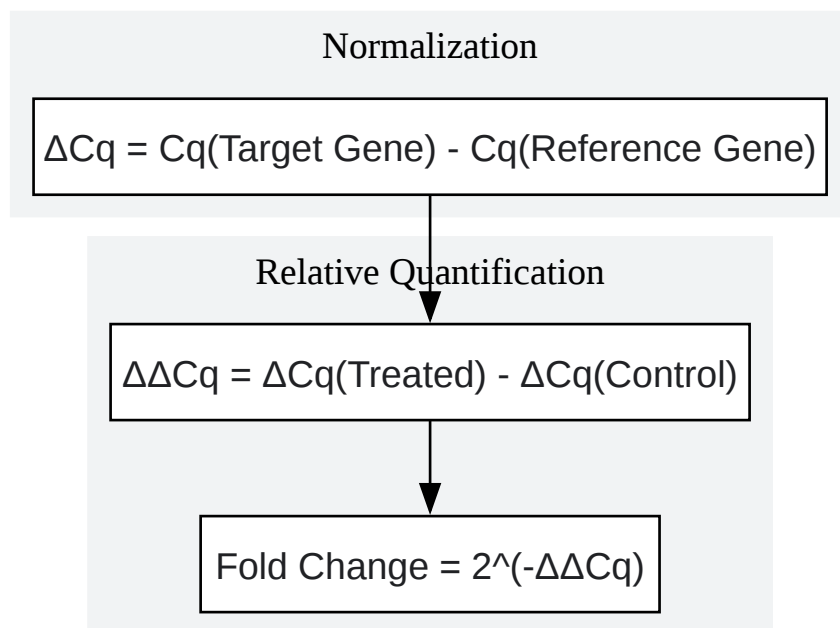 Normalization
ΔCq = Cq(Target Gene) - Cq(Reference Gene)
Relative Quantification
ΔΔCq = ΔCq(Treated) - ΔCq(Control)
Fold Change = 2^(-ΔΔCq)